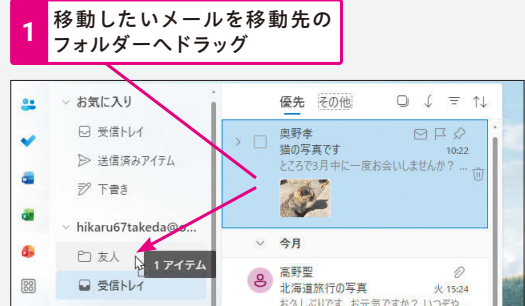 1 移動したいメールを移動先の
フォルダーへドラッグ
お気に入り
受信トレイ
送信済みアイテム
下書き
hikaru67takeda@o...
友人
1 アイテム
受信トレイ
優先 その他
奥野孝
猫の写真です 10:22
ところで3月中に一度お会いしませんか? ...
今月
高野聖
北海道旅行の写真 火 15:24
お久しぶりです。お元気ですか? いつぞや